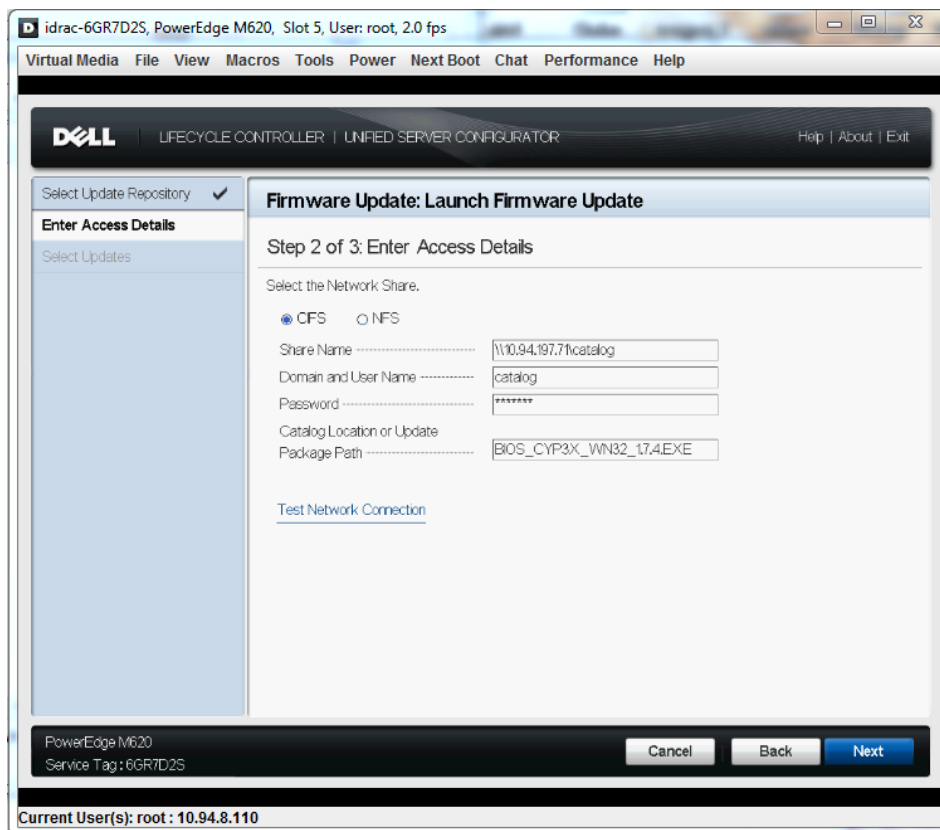 idrac-6GR7D2S, PowerEdge M620, Slot 5, User: root, 2.0 fps
Virtual Media File View Macros Tools Power Next Boot Chat Performance Help
DELL LIFECYCLE CONTROLLER | UNIFIED SERVER CONFIGURATOR Help | About | Exit
Select Update Repository
Enter Access Details
Select Updates
Firmware Update: Launch Firmware Update
Step 2 of 3: Enter Access Details
Select the Network Share.
CIFS NFS
Share Name \\10.94.197.71\catalog
Domain and User Name catalog
Password *******
Catalog Location or Update
Package Path BIOS_CYP3X_WN32_1.7.4.EXE
Test Network Connection
PowerEdge M620
Service Tag : 6GR7D2S
Cancel Back Next
Current User(s): root : 10.94.8.110